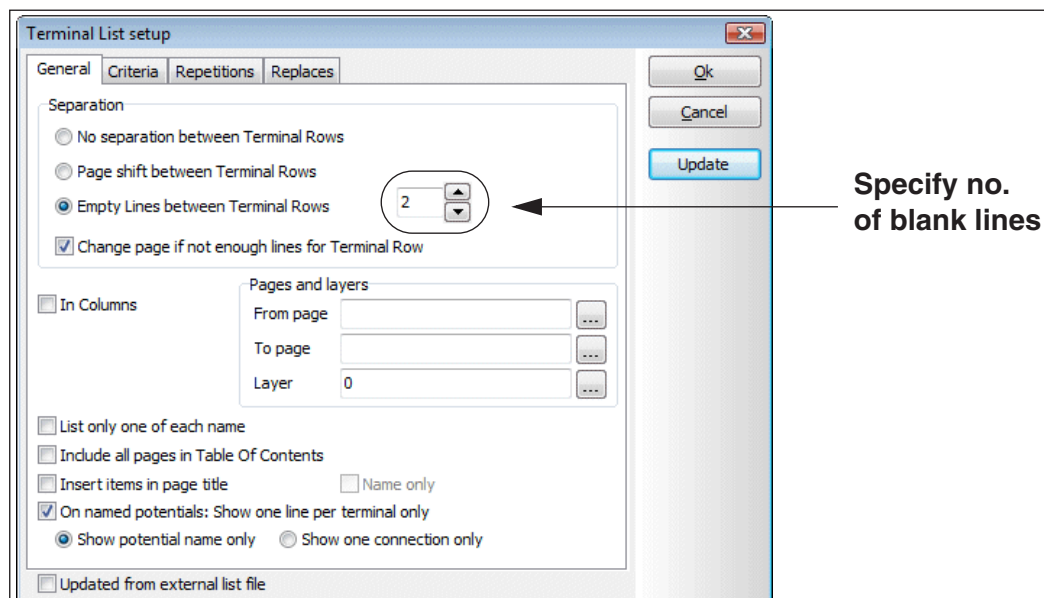 Terminal List setup
General Criteria Repetitions Replaces
Ok
Cancel
Update
Separation
No separation between Terminal Rows
Page shift between Terminal Rows
Empty Lines between Terminal Rows 2
Change page if not enough lines for Terminal Row
Specify no.
of blank lines
In Columns
Pages and layers
From page ...
To page ...
Layer 0 ...
List only one of each name
Include all pages in Table Of Contents
Insert items in page title Name only
On named potentials: Show one line per terminal only
Show potential name only Show one connection only
Updated from external list file